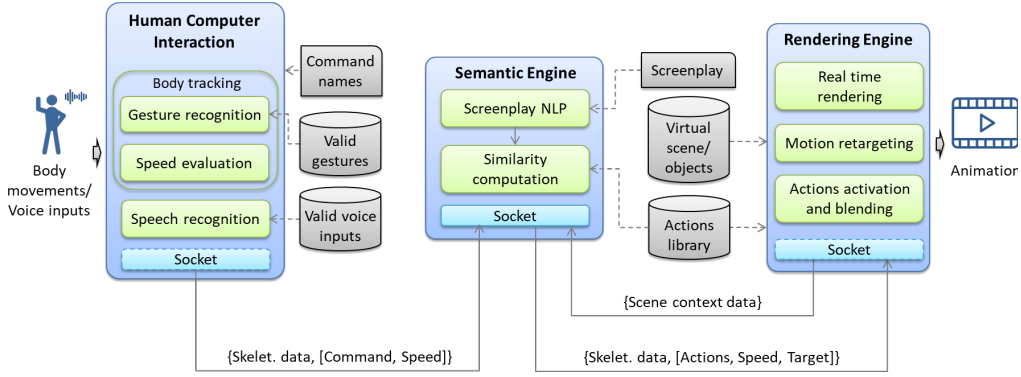 Human Computer
Interaction
Body tracking
Gesture recognition
Speed evaluation
Speech recognition
Socket
Body
movements/
Voice inputs
Command
names
Valid
gestures
Valid voice
inputs
Semantic Engine
Screenplay NLP
Similarity
computation
Socket
Screenplay
Virtual
scene/
objects
Actions
library
Rendering Engine
Real time
rendering
Motion retargeting
Actions activation
and blending
Socket
Animation
{Scene context data}
{Skelet. data, [Command, Speed]}
{Skelet. data, [Actions, Speed, Target]}